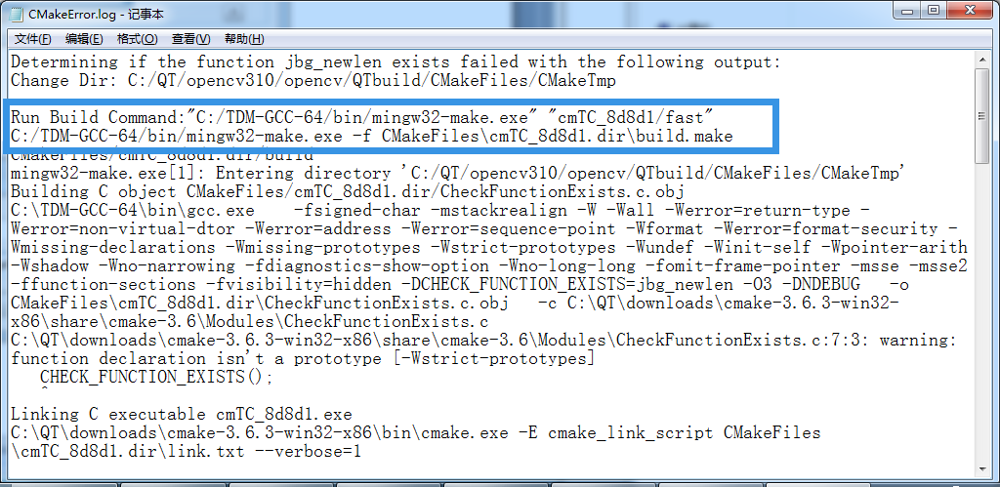 CMakeError.log - 记事本
文件(F) 编辑(E) 格式(O) 查看(V) 帮助(H)
Determining if the function jbg_newlen exists failed with the following output:
Change Dir: C:/QT/opencv310/opencv/QTbuild/CMakeFiles/CMakeTmp
Run Build Command:"C:/TDM-GCC-64/bin/mingw32-make.exe" "cmTC_8d8d1/fast"
C:/TDM-GCC-64/bin/mingw32-make.exe -f CMakeFiles\cmTC_8d8d1.dir\build.make
CMakeFiles/cmTC_8d8d1.dir/build
mingw32-make.exe[1]: Entering directory 'C:/QT/opencv310/opencv/QTbuild/CMakeFiles/CMakeTmp'
Building C object CMakeFiles/cmTC_8d8d1.dir/CheckFunctionExists.c.obj
C:\TDM-GCC-64\bin\gcc.exe -fsigned-char -mstackrealign -W -Wall -Werror=return-type -
Werror=non-virtual-dtor -Werror=address -Werror=sequence-point -Wformat -Werror=format-security -
Wmissing-declarations -Wmissing-prototypes -Wstrict-prototypes -Wundef -Winit-self -Wpointer-arith
-Wshadow -Wno-narrowing -fdiagnostics-show-option -Wno-long-long -fomit-frame-pointer -msse -msse2
-ffunction-sections -fvisibility=hidden -DCHECK_FUNCTION_EXISTS=jbg_newlen -O3 -DNDEBUG -o
CMakeFiles\cmTC_8d8d1.dir\CheckFunctionExists.c.obj -c C:\QT\downloads\cmake-3.6.3-win32-
x86\share\cmake-3.6\Modules\CheckFunctionExists.c
C:\QT\downloads\cmake-3.6.3-win32-x86\share\cmake-3.6\Modules\CheckFunctionExists.c:7:3: warning:
function declaration isn't a prototype [-Wstrict-prototypes]
CHECK_FUNCTION_EXISTS();
^
Linking C executable cmTC_8d8d1.exe
C:\QT\downloads\cmake-3.6.3-win32-x86\bin\cmake.exe -E cmake_link_script CMakeFiles
\cmTC_8d8d1.dir\link.txt --verbose=1